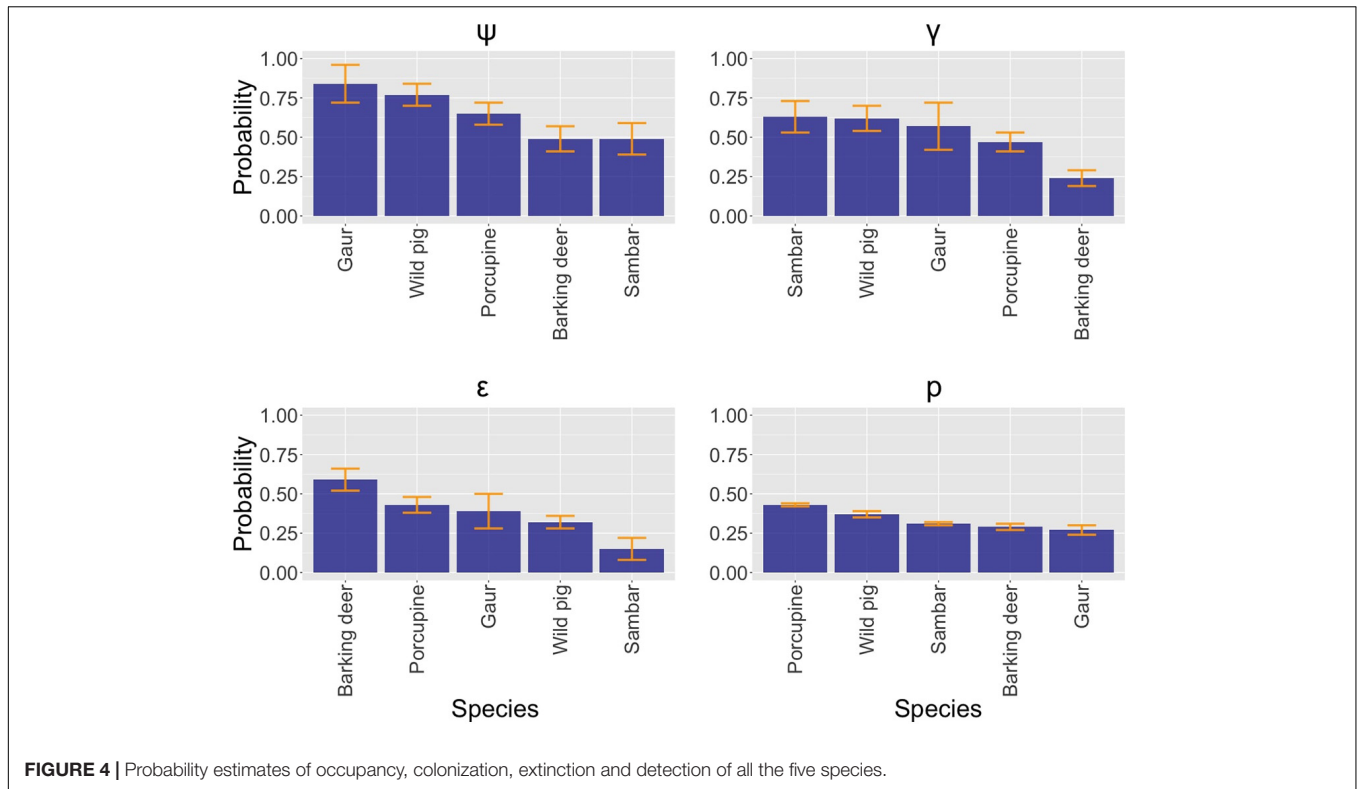 ψ
Probability
1.00
0.75
0.50
0.25
0.00
Gaur
Wild pig
Porcupine
Barking deer
Sambar
γ
1.00
0.75
0.50
0.25
0.00
Sambar
Wild pig
Gaur
Porcupine
Barking deer
ε
Probability
1.00
0.75
0.50
0.25
0.00
Barking deer
Porcupine
Gaur
Wild pig
Sambar
Species
p
1.00
0.75
0.50
0.25
0.00
Porcupine
Wild pig
Sambar
Barking deer
Gaur
Species
FIGURE 4 | Probability estimates of occupancy, colonization, extinction and detection of all the five species.